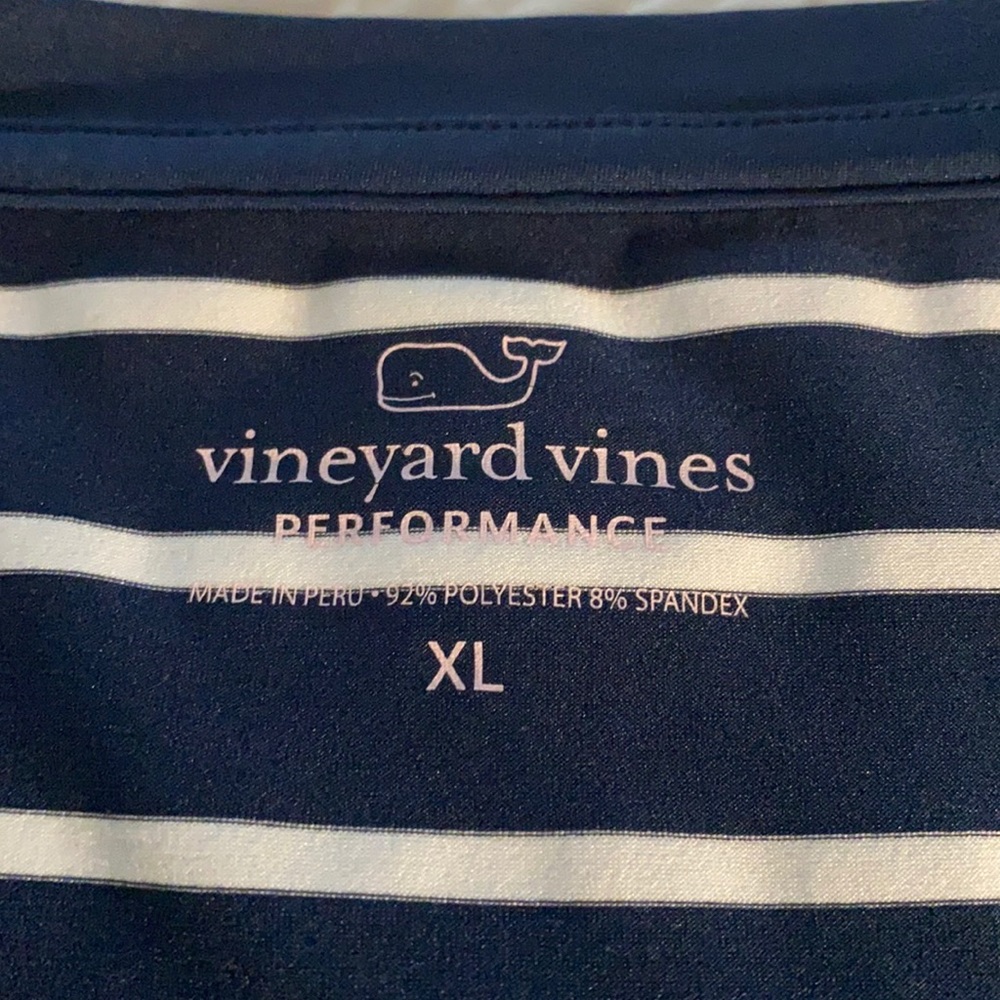 vineyard vines
PERFORMANCE
MADE IN PERU • 92% POLYESTER 8% SPANDEX
XL